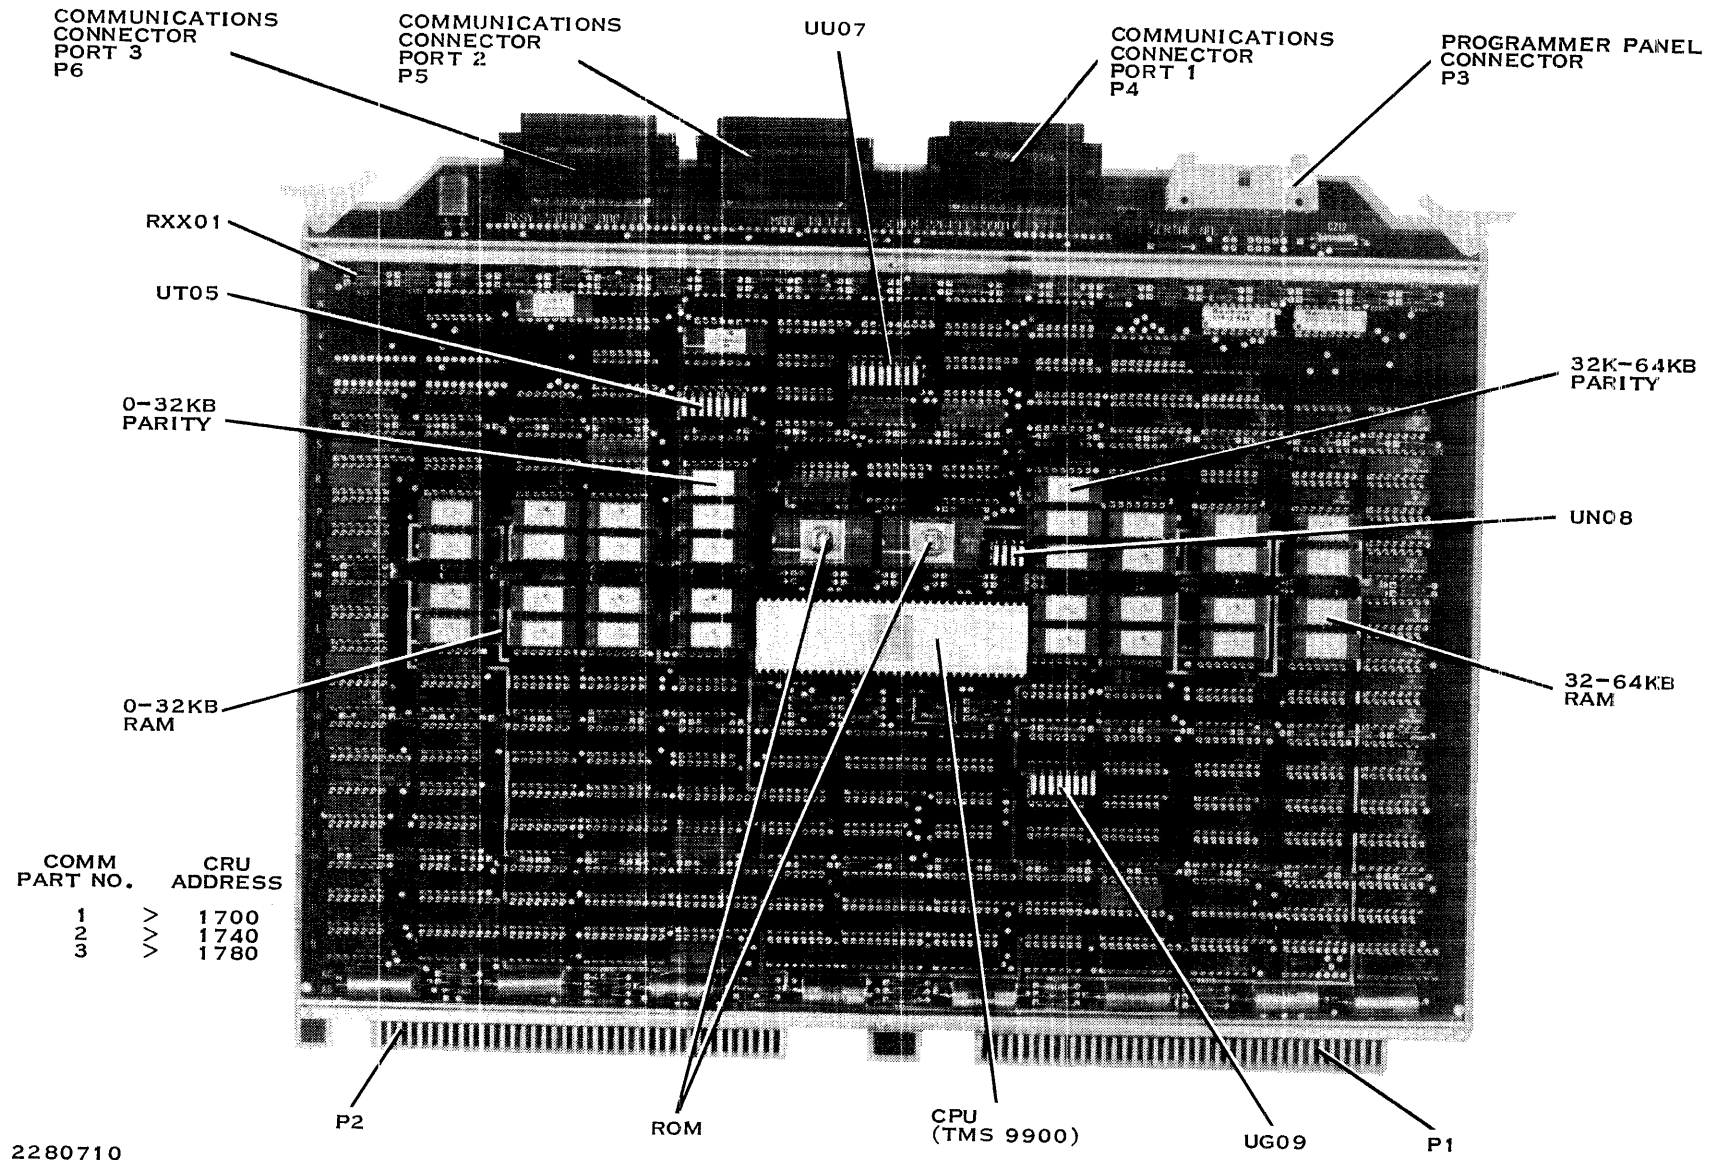 COMMUNICATIONS
CONNECTOR
PORT 3
P6
COMMUNICATIONS
CONNECTOR
PORT 2
P5
UU07
COMMUNICATIONS
CONNECTOR
PORT 1
P4
PROGRAMMER PANEL
CONNECTOR
P3
RXX01
UT05
0-32KB
PARITY
32K-64KB
PARITY
UN08
0-32KB
RAM
32-64KB
RAM
COMM CRU
PART NO. ADDRESS
1 > 1700
2 > 1740
3 > 1780
P2
ROM
CPU
(TMS 9900)
UG09
P1
2280710